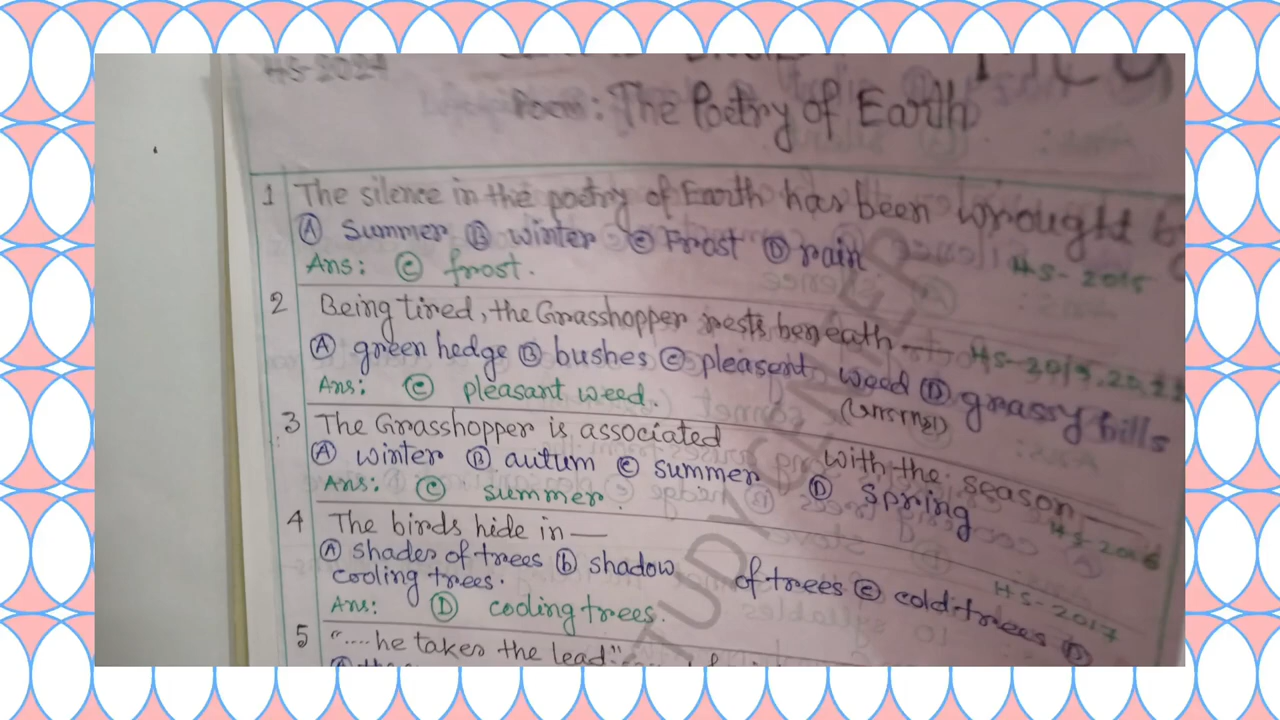 HS-2024
Poem: The Poetry of Earth
1 The silence in the poetry of Earth has been wrought
Ⓐ Summer Ⓑ winter Ⓒ Frost Ⓓ rain HS-2015
Ans: Ⓒ frost.
2 Being tired, the Grasshopper rests beneath — HS-2019,20,22
Ⓐ green hedge Ⓑ bushes Ⓒ pleasant weed Ⓓ grassy hills
Ans: Ⓒ pleasant weed.
3 The Grasshopper is associated with the season —
Ⓐ winter Ⓑ autum Ⓒ summer Ⓓ spring HS-2016
Ans: Ⓒ summer.
4 The birds hide in — HS-2017
Ⓐ shades of trees ⓑ shadow of trees Ⓒ cold trees Ⓓ
cooling trees.
Ans: Ⓓ cooling trees.
5 "....he takes the lead"
STUDY CORNER